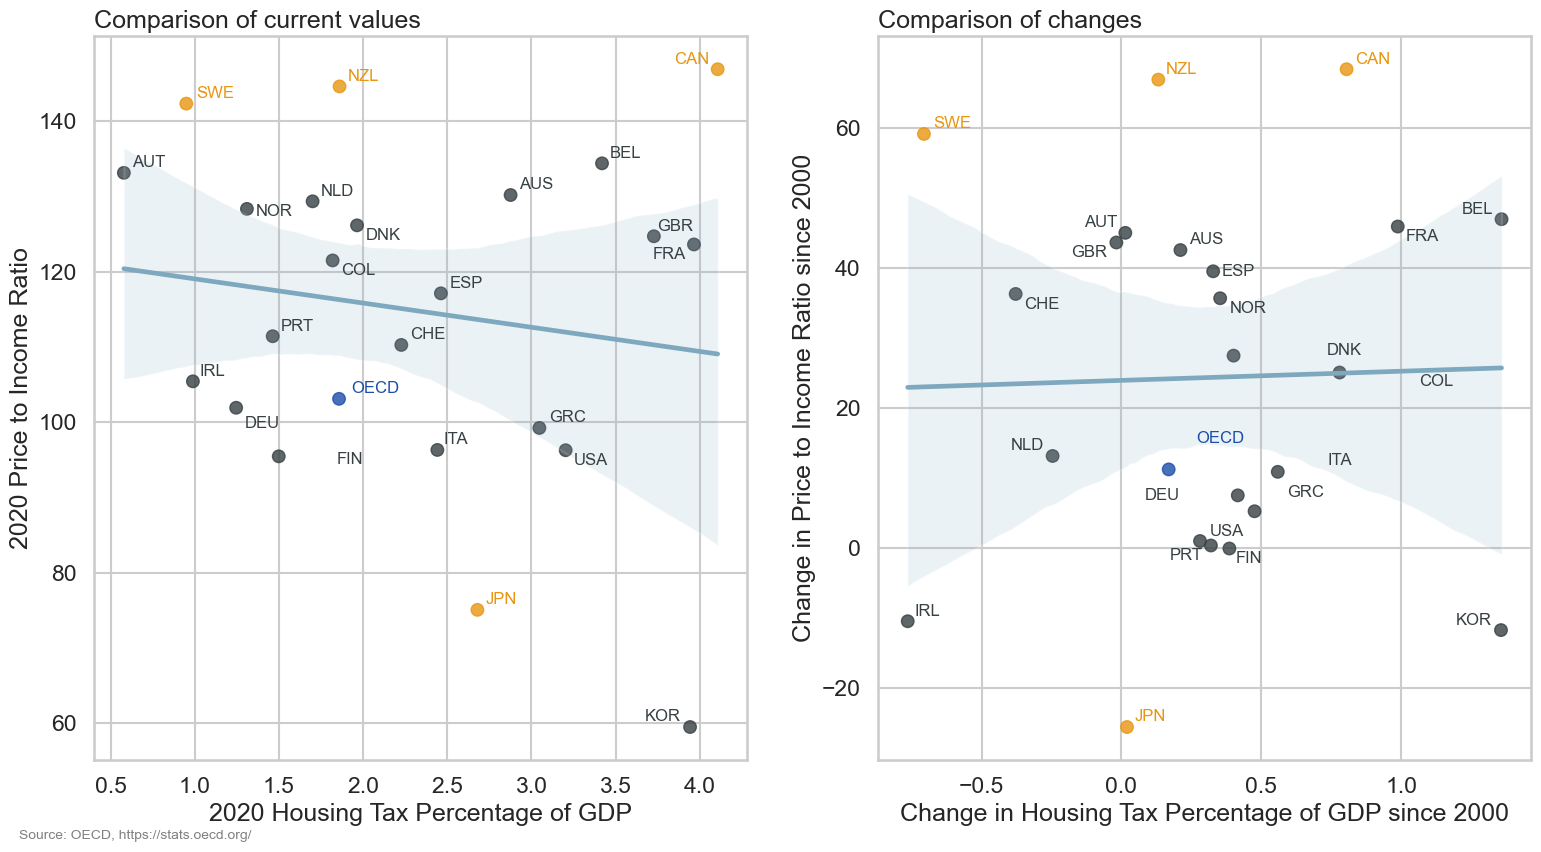 Comparison of current values
2020 Price to Income Ratio
140
120
100
80
60
CAN
NZL
SWE
AUT
BEL
NLD
AUS
NOR
GBR
DNK
FRA
COL
ESP
PRT
CHE
IRL
OECD
DEU
GRC
ITA
FIN
USA
JPN
KOR
0.5 1.0 1.5 2.0 2.5 3.0 3.5 4.0
2020 Housing Tax Percentage of GDP
Comparison of changes
Change in Price to Income Ratio since 2000
60
40
20
0
−20
CAN
NZL
SWE
BEL
AUT
FRA
AUS
GBR
ESP
CHE
NOR
DNK
COL
NLD
OECD
ITA
DEU
GRC
USA
PRT
FIN
IRL
KOR
JPN
−0.5 0.0 0.5 1.0
Change in Housing Tax Percentage of GDP since 2000
Source: OECD, https://stats.oecd.org/